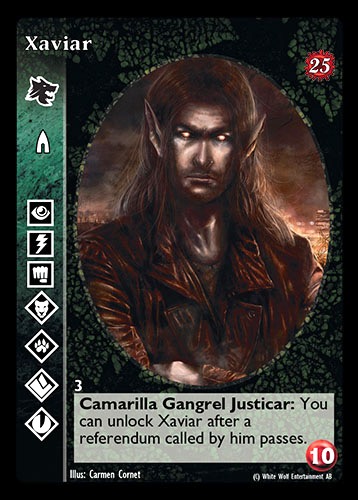 Xaviar
25
3
Camarilla Gangrel Justicar: You
can unlock Xaviar after a
referendum called by him passes.
10
Illus: Carmen Cornet
(C) White Wolf Entertainment AB